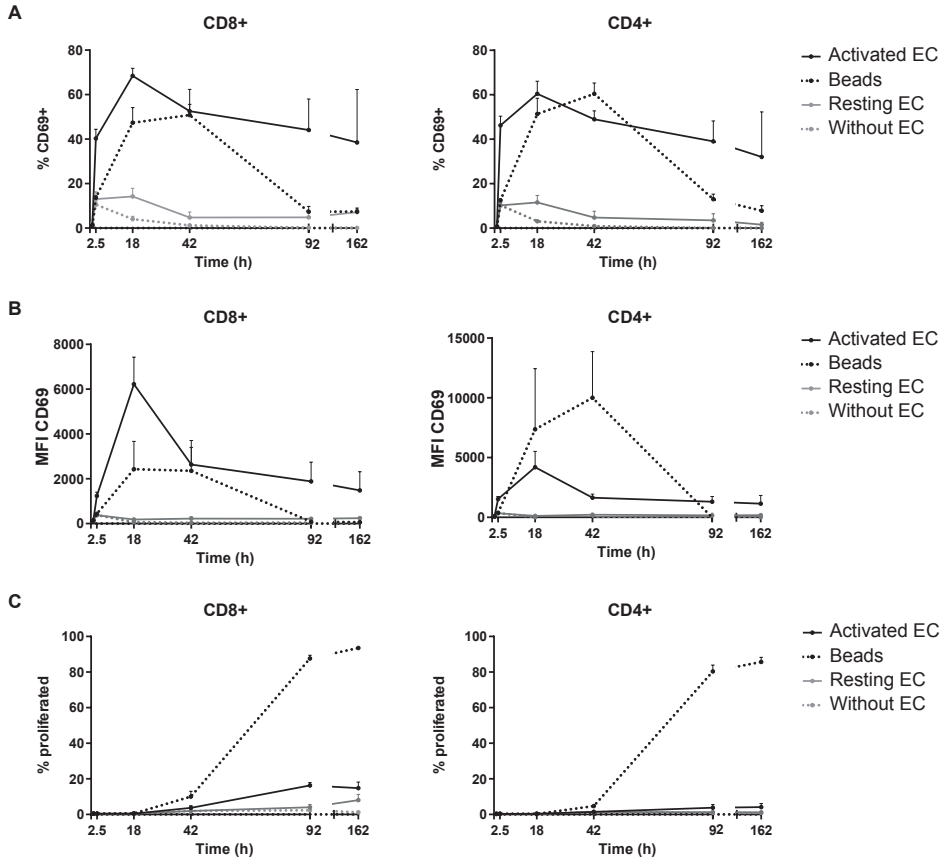 A
CD8+
CD4+
% CD69+
80
60
40
20
0
2.5 18 42 92 162
Time (h)
% CD69+
80
60
40
20
0
2.5 18 42 92 162
Time (h)
Activated EC
Beads
Resting EC
Without EC
B
CD8+
CD4+
MFI CD69
8000
6000
4000
2000
0
2.5 18 42 92 162
Time (h)
MFI CD69
15000
10000
5000
0
2.5 18 42 92 162
Time (h)
Activated EC
Beads
Resting EC
Without EC
C
CD8+
CD4+
% proliferated
100
80
60
40
20
0
2.5 18 42 92 162
Time (h)
% proliferated
100
80
60
40
20
0
2.5 18 42 92 162
Time (h)
Activated EC
Beads
Resting EC
Without EC